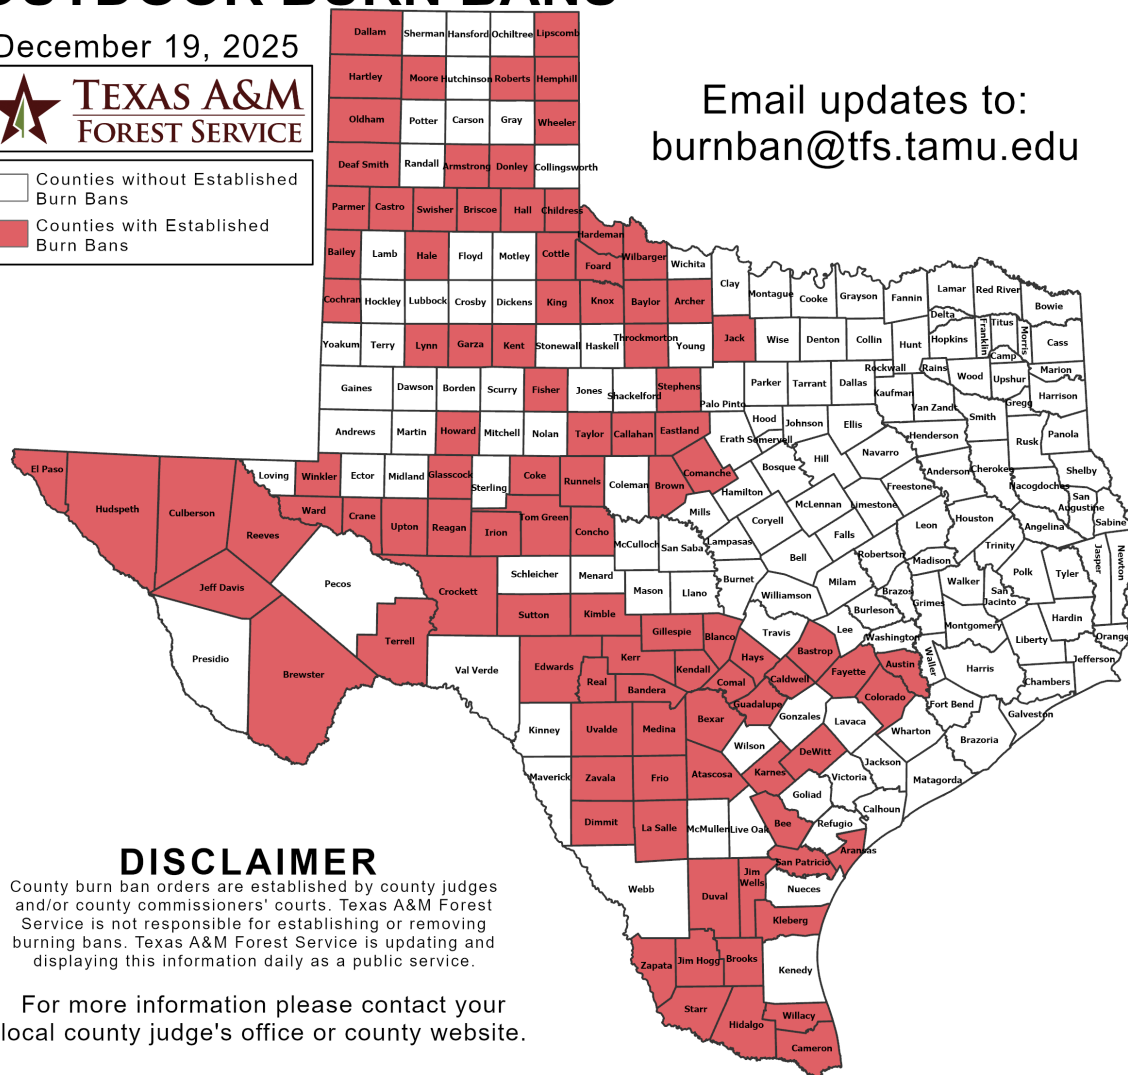 OUTDOOR BURN BANS
December 19, 2025
TEXAS A&M
FOREST SERVICE
Counties without Established
Burn Bans
Counties with Established
Burn Bans
Email updates to:
burnban@tfs.tamu.edu
Dallam Sherman Hansford Ochiltree Lipscomb
Hartley Moore Hutchinson Roberts Hemphill
Oldham Potter Carson Gray Wheeler
Deaf Smith Randall Armstrong Donley Collingsworth
Parmer Castro Swisher Briscoe Hall Childress
Hardeman
Bailey Lamb Hale Floyd Motley Cottle Foard Wilbarger Wichita
Clay Montague Cooke Grayson Fannin Lamar Red River Bowie
Cochran Hockley Lubbock Crosby Dickens King Knox Baylor Archer
Delta Franklin Titus Morris Cass
Yoakum Terry Lynn Garza Kent Stonewall Haskell Throckmorton Young Jack Wise Denton Collin Hunt Hopkins
Camp
Rockwall Rains Wood Upshur Marion
Gaines Dawson Borden Scurry Fisher Jones Shackelford Stephens Palo Pinto Parker Tarrant Dallas Kaufman Van Zandt Gregg Harrison
Andrews Martin Howard Mitchell Nolan Taylor Callahan Eastland Erath Hood Somervell Johnson Ellis Henderson Smith Rusk Panola
El Paso Loving Winkler Ector Midland Glasscock Sterling Coke Runnels Coleman Brown Comanche Bosque Hill Navarro Anderson Cherokee Shelby
Nacogdoches
San
Augustine
Hudspeth Culberson Reeves Ward Crane Upton Reagan Irion Tom Green Concho Mills Hamilton Coryell McLennan Limestone Freestone Leon Houston Angelina Sabine
McCulloch San Saba Lampasas Bell Falls Robertson Madison Trinity Jasper Newton
Jeff Davis Pecos Crockett Schleicher Menard Mason Llano Burnet Williamson Milam Brazos Grimes Walker San
Jacinto
Polk Tyler
Presidio Brewster Terrell Val Verde Sutton Kimble Gillespie Blanco Travis Lee Burleson Washington Montgomery Liberty Hardin Orange
Edwards Kerr Real Bandera Kendall Comal Hays Caldwell Bastrop Fayette Austin Waller Harris Chambers Jefferson
Kinney Uvalde Medina Bexar Guadalupe Gonzales Lavaca Colorado Fort Bend Galveston
Wilson DeWitt Wharton Brazoria
Maverick Zavala Frio Atascosa Karnes Victoria Jackson Matagorda
Goliad Calhoun
Dimmit La Salle McMullen Live Oak Bee Refugio
Aransas
San Patricio
Webb Duval Jim
Wells
Nueces
Kleberg
Zapata Jim Hogg Brooks Kenedy
Starr Hidalgo Willacy
Cameron
DISCLAIMER
County burn ban orders are established by county judges
and/or county commissioners' courts. Texas A&M Forest
Service is not responsible for establishing or removing
burning bans. Texas A&M Forest Service is updating and
displaying this information daily as a public service.
For more information please contact your
local county judge's office or county website.